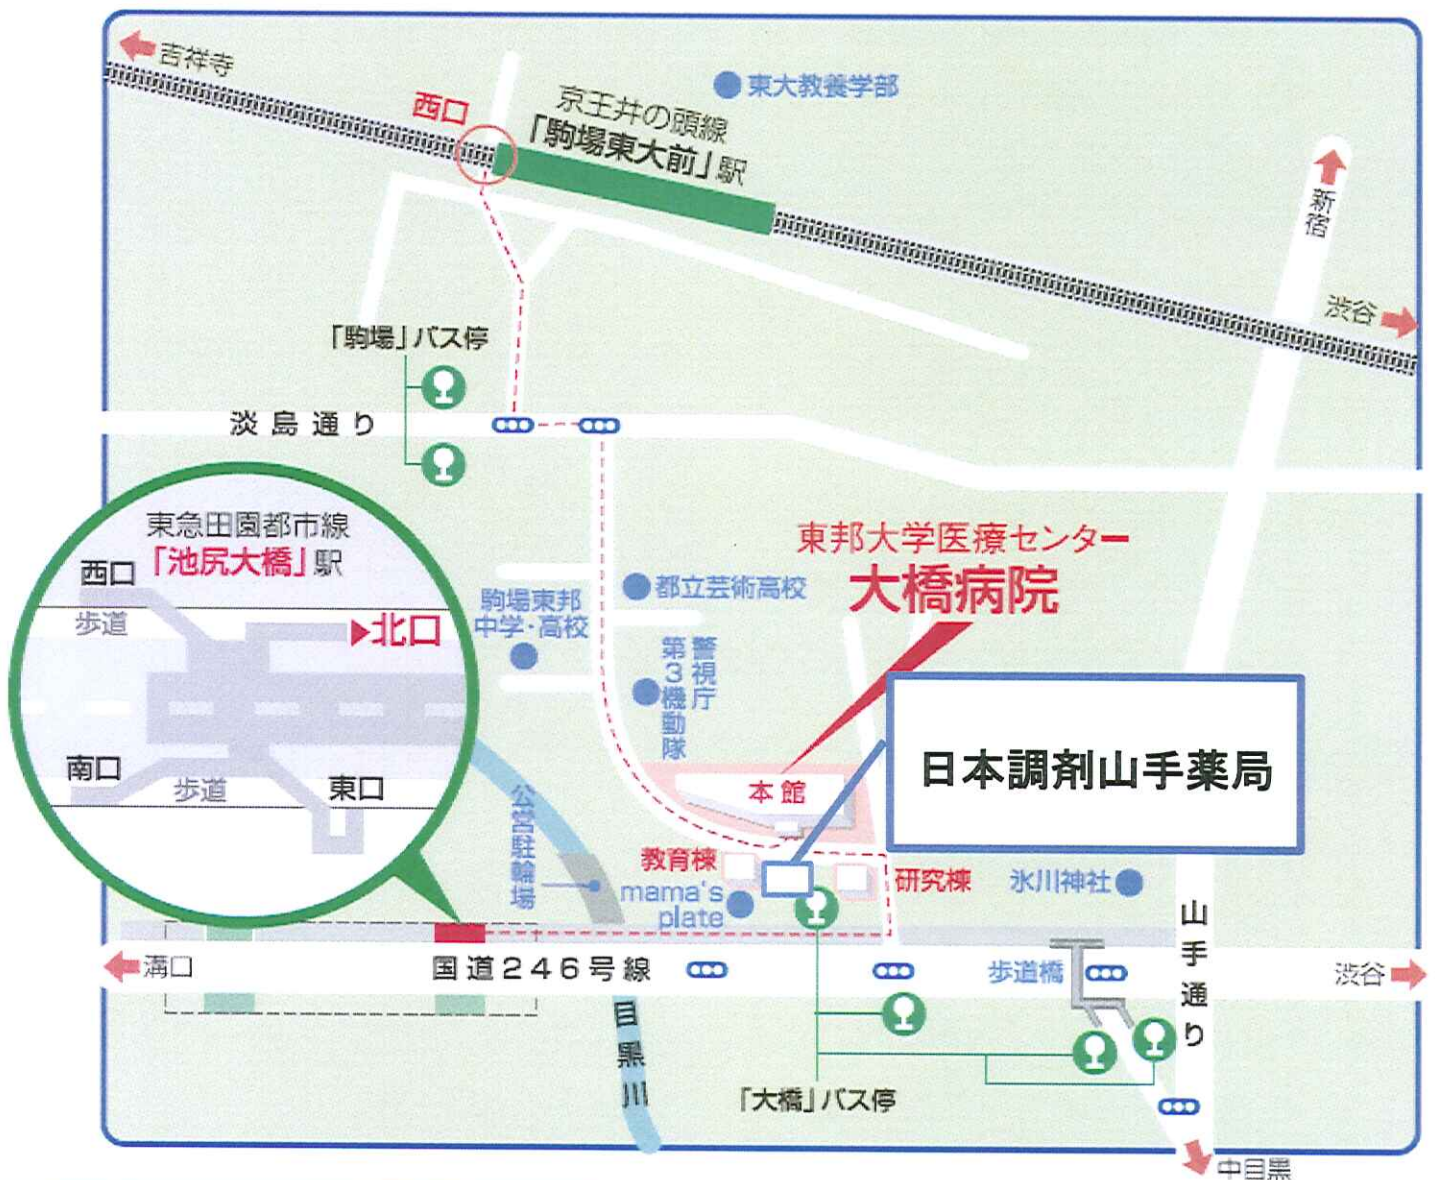 吉祥寺
西口
京王井の頭線
「駒場東大前」駅
東大教養学部
新宿
渋谷
「駒場」バス停
淡島通り
東急田園都市線
「池尻大橋」駅
西口
歩道
北口
南口
歩道
東口
駒場東邦
中学・高校
都立芸術高校
警視庁
第3機動隊
東邦大学医療センター
大橋病院
日本調剤山手薬局
本館
公営駐輪場
教育棟
mama's
plate
研究棟
氷川神社
山手通り
溝口
国道246号線
歩道橋
渋谷
目黒川
「大橋」バス停
中目黒